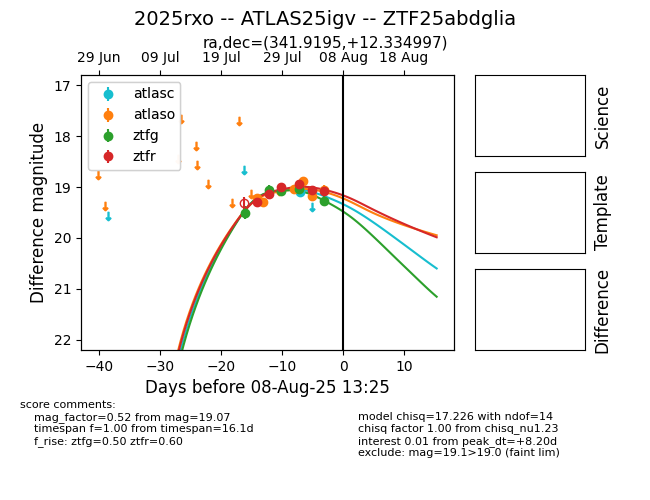 2025rxo -- ATLAS25igv -- ZTF25abdglia
ra,dec=(341.9195,+12.334997)
29 Jun 09 Jul 19 Jul 29 Jul 08 Aug 18 Aug
17
18
19
20
21
22
Difference magnitude
atlasc
atlaso
ztfg
ztfr
−40 −30 −20 −10 0 10
Days before 08-Aug-25 13:25
Science
Template
Difference
score comments:
mag_factor=0.52 from mag=19.07
timespan f=1.00 from timespan=16.1d
f_rise: ztfg=0.50 ztfr=0.60
model chisq=17.226 with ndof=14
chisq factor 1.00 from chisq_nu1.23
interest 0.01 from peak_dt=+8.20d
exclude: mag=19.1>19.0 (faint lim)